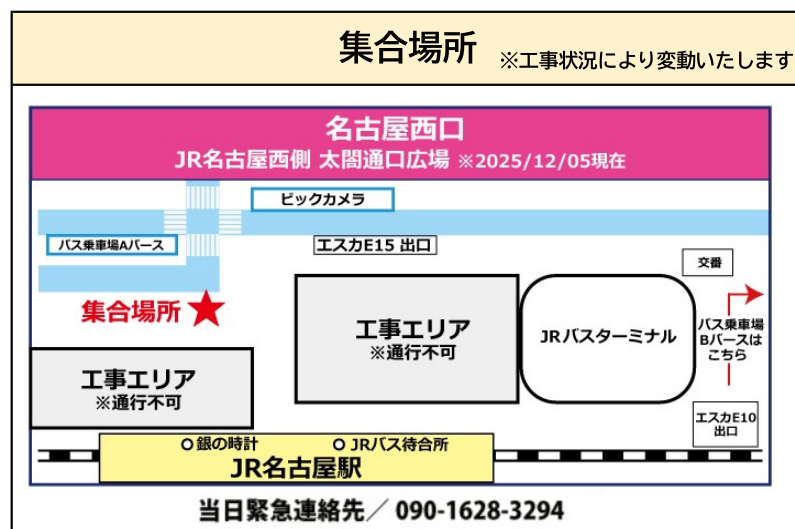 集合場所 ※工事状況により変動いたします
名古屋西口
JR名古屋西側 太閤通口広場 ※2025/12/05現在
ビックカメラ
バス乗車場Aバース
エスカE15 出口
交番
集合場所
工事エリア
※通行不可
JRバスターミナル
バス乗車場
Bバースは
こちら
工事エリア
※通行不可
エスカE10
出口
銀の時計
JRバス待合所
JR名古屋駅
当日緊急連絡先／ 090-1628-3294